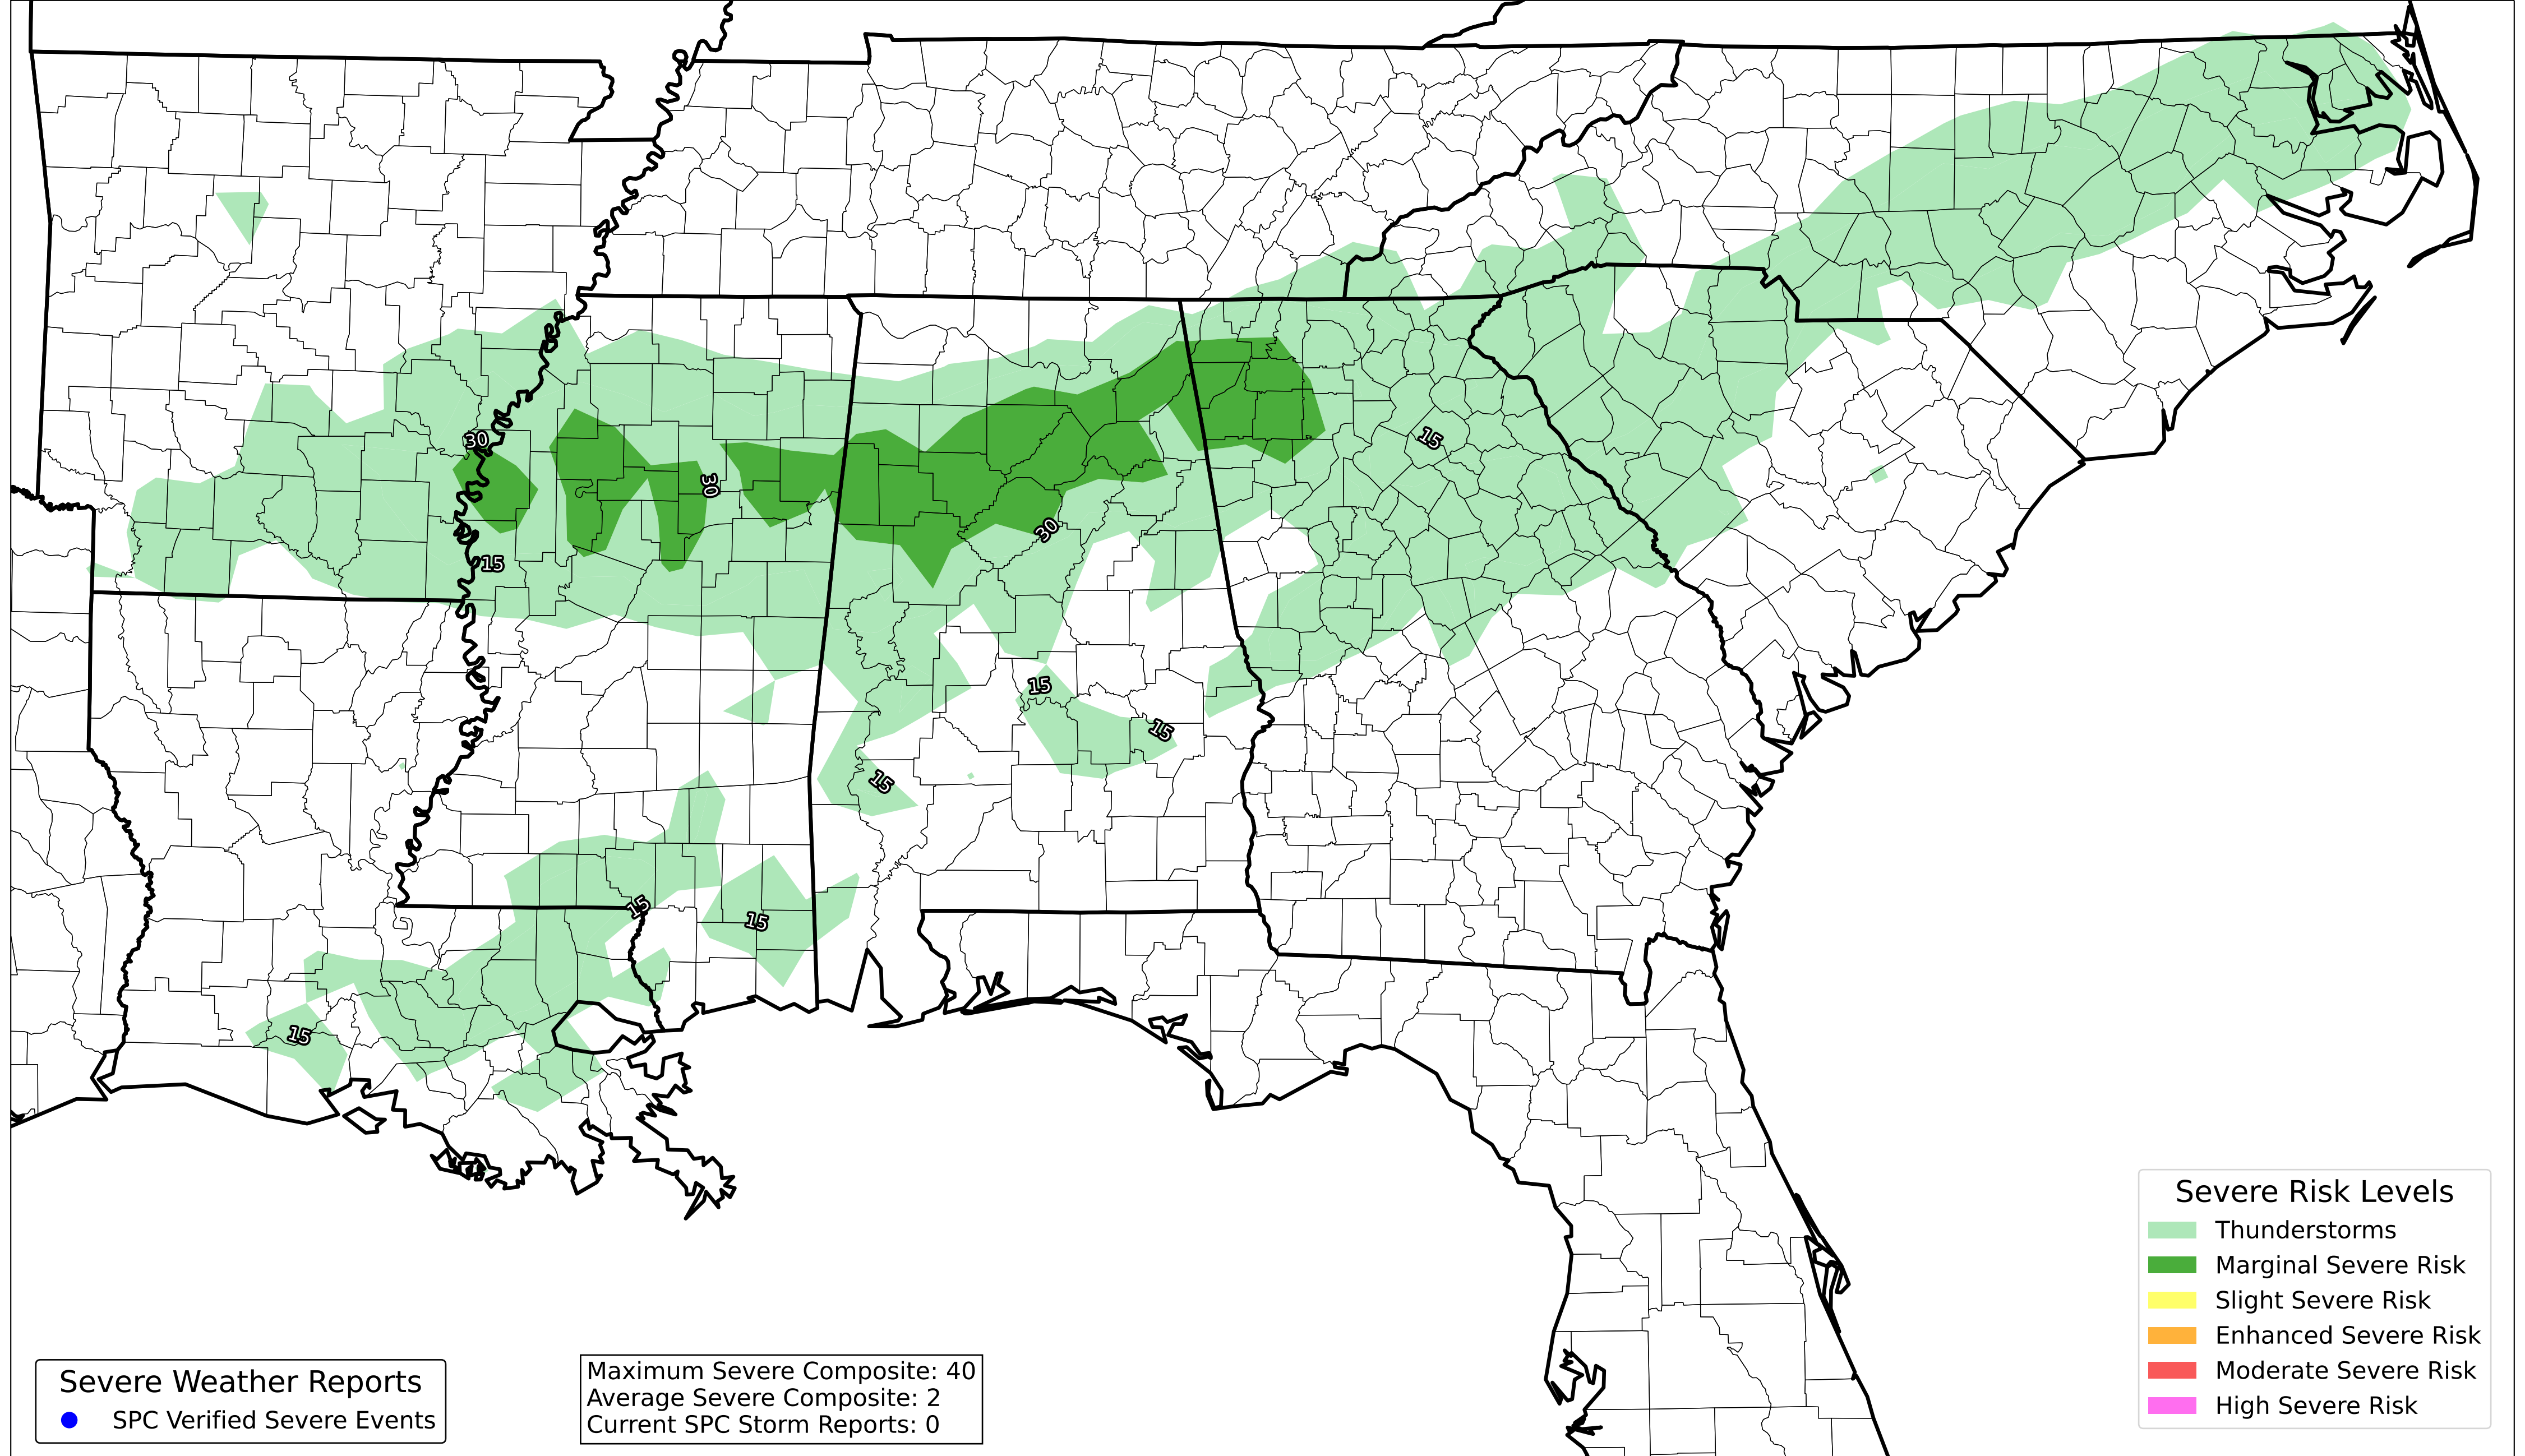 30
15
30
30
15
15
15
15
15
15
15
Severe Risk Levels
Thunderstorms
Marginal Severe Risk
Slight Severe Risk
Enhanced Severe Risk
Moderate Severe Risk
High Severe Risk
Severe Weather Reports
SPC Verified Severe Events
Maximum Severe Composite: 40
Average Severe Composite: 2
Current SPC Storm Reports: 0